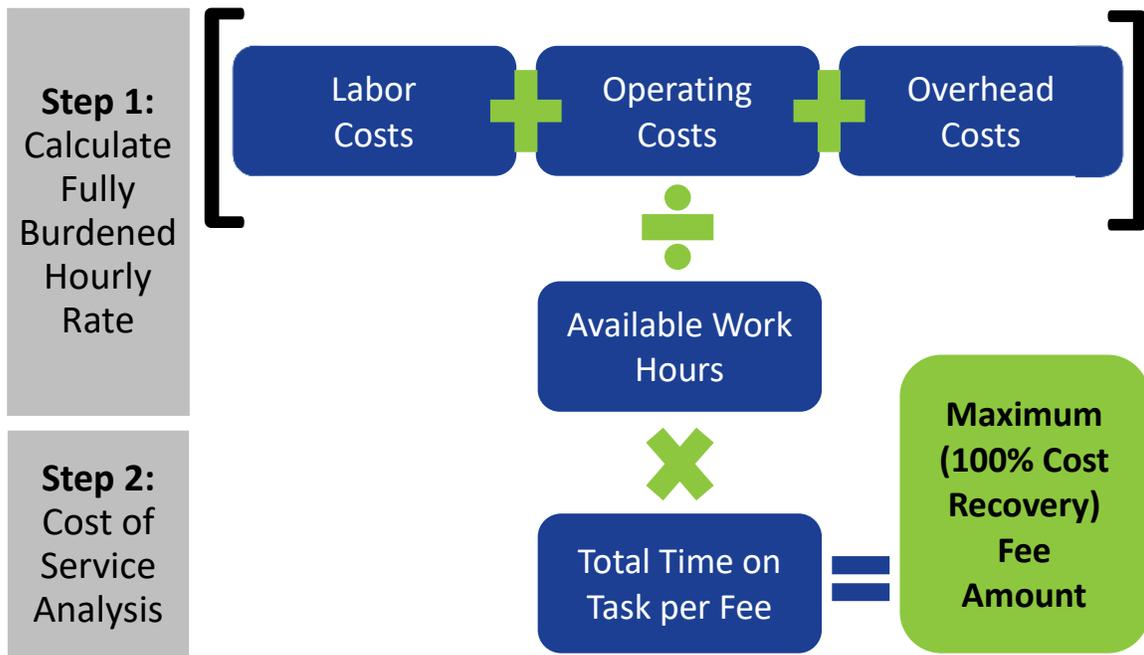 Step 1:
Calculate
Fully
Burdened
Hourly
Rate
Labor
Costs
Operating
Costs
Overhead
Costs
Available Work
Hours
Step 2:
Cost of
Service
Analysis
Total Time on
Task per Fee
Maximum
(100% Cost
Recovery)
Fee
Amount